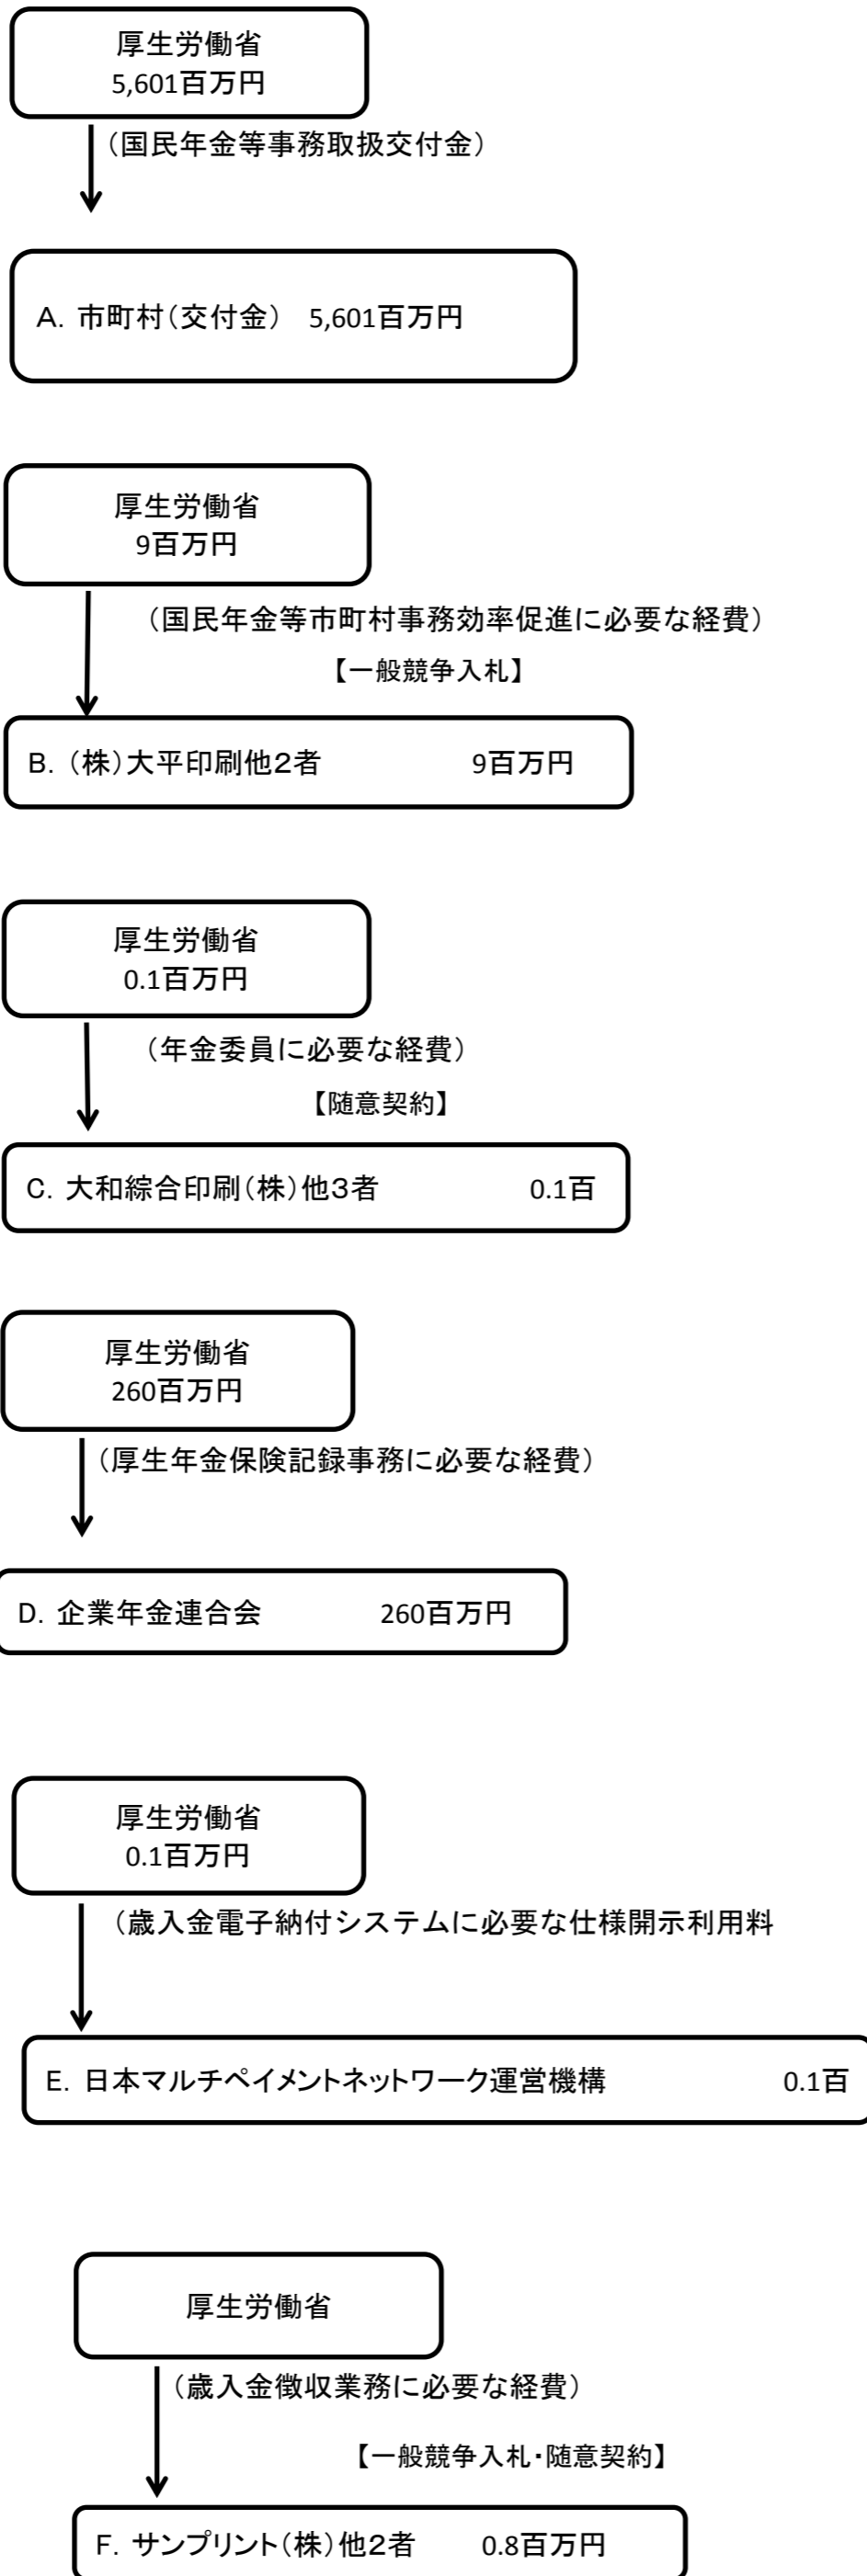 厚生労働省
5,601百万円
（国民年金等事務取扱交付金）
A. 市町村（交付金） 5,601百万円
厚生労働省
9百万円
（国民年金等市町村事務効率促進に必要な経費）
【一般競争入札】
B. （株）大平印刷他2者 9百万円
厚生労働省
0.1百万円
（年金委員に必要な経費）
【随意契約】
C. 大和綜合印刷（株）他3者 0.1百
厚生労働省
260百万円
（厚生年金保険記録事務に必要な経費）
D. 企業年金連合会 260百万円
厚生労働省
0.1百万円
（歳入金電子納付システムに必要な仕様開示利用料
E. 日本マルチペイメントネットワーク運営機構 0.1百
厚生労働省
（歳入金徴収業務に必要な経費）
【一般競争入札・随意契約】
F. サンプリント（株）他2者 0.8百万円